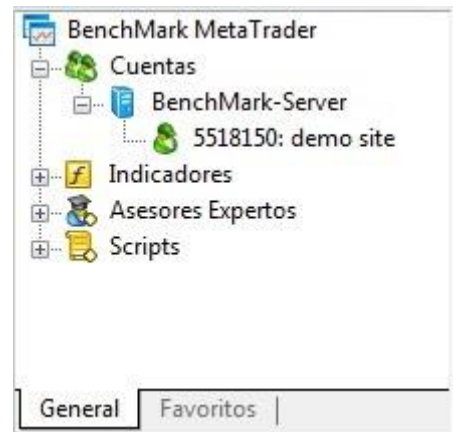 BenchMark MetaTrader
Cuentas
BenchMark-Server
5518150: demo site
Indicadores
Asesores Expertos
Scripts
General Favoritos